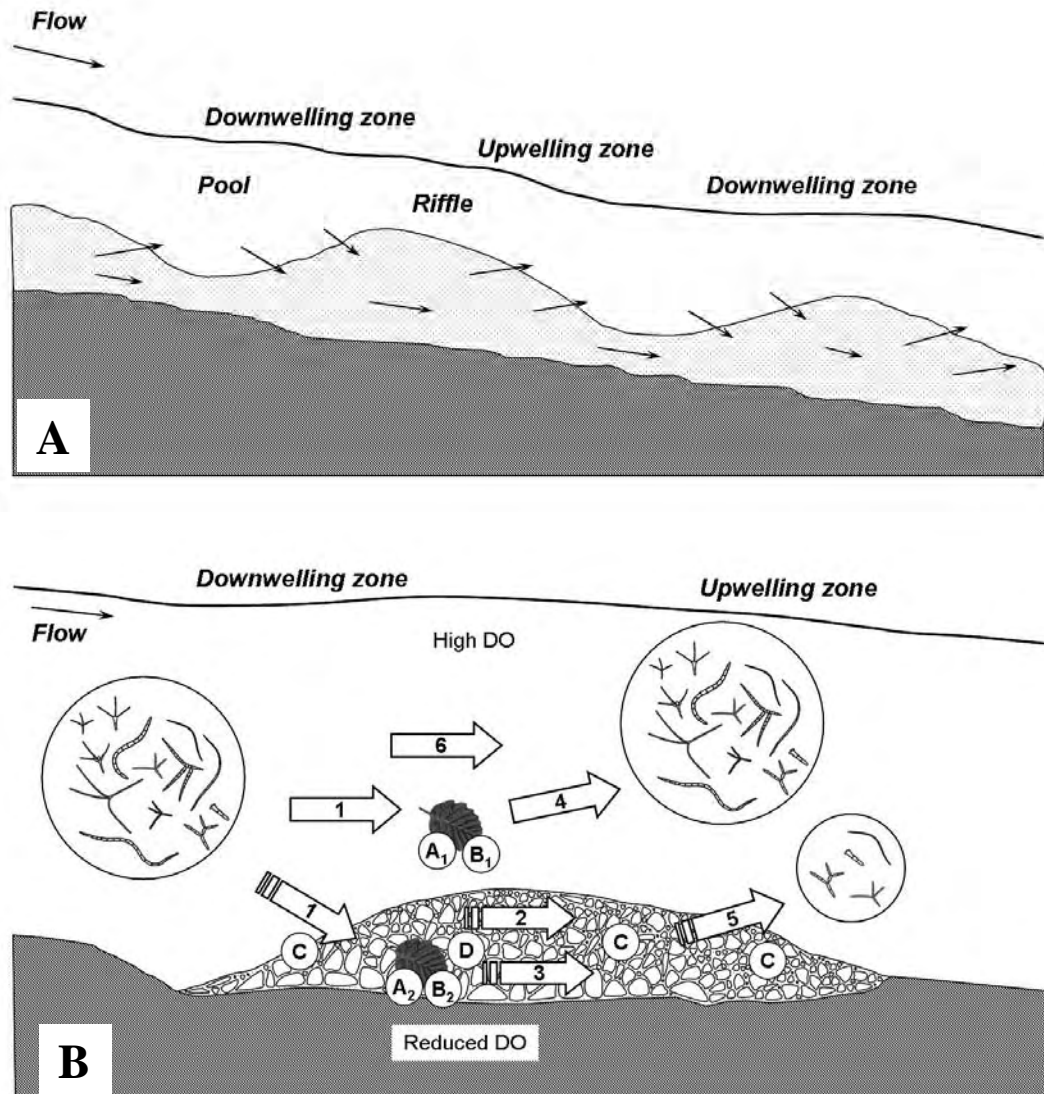 Flow
Downwelling zone
Upwelling zone
Downwelling zone
Pool
Riffle
A
Downwelling zone
Upwelling zone
Flow
High DO
6
1
4
A1 B1
1
2
5
C
D
C
C
3
A2 B2
Reduced DO
B